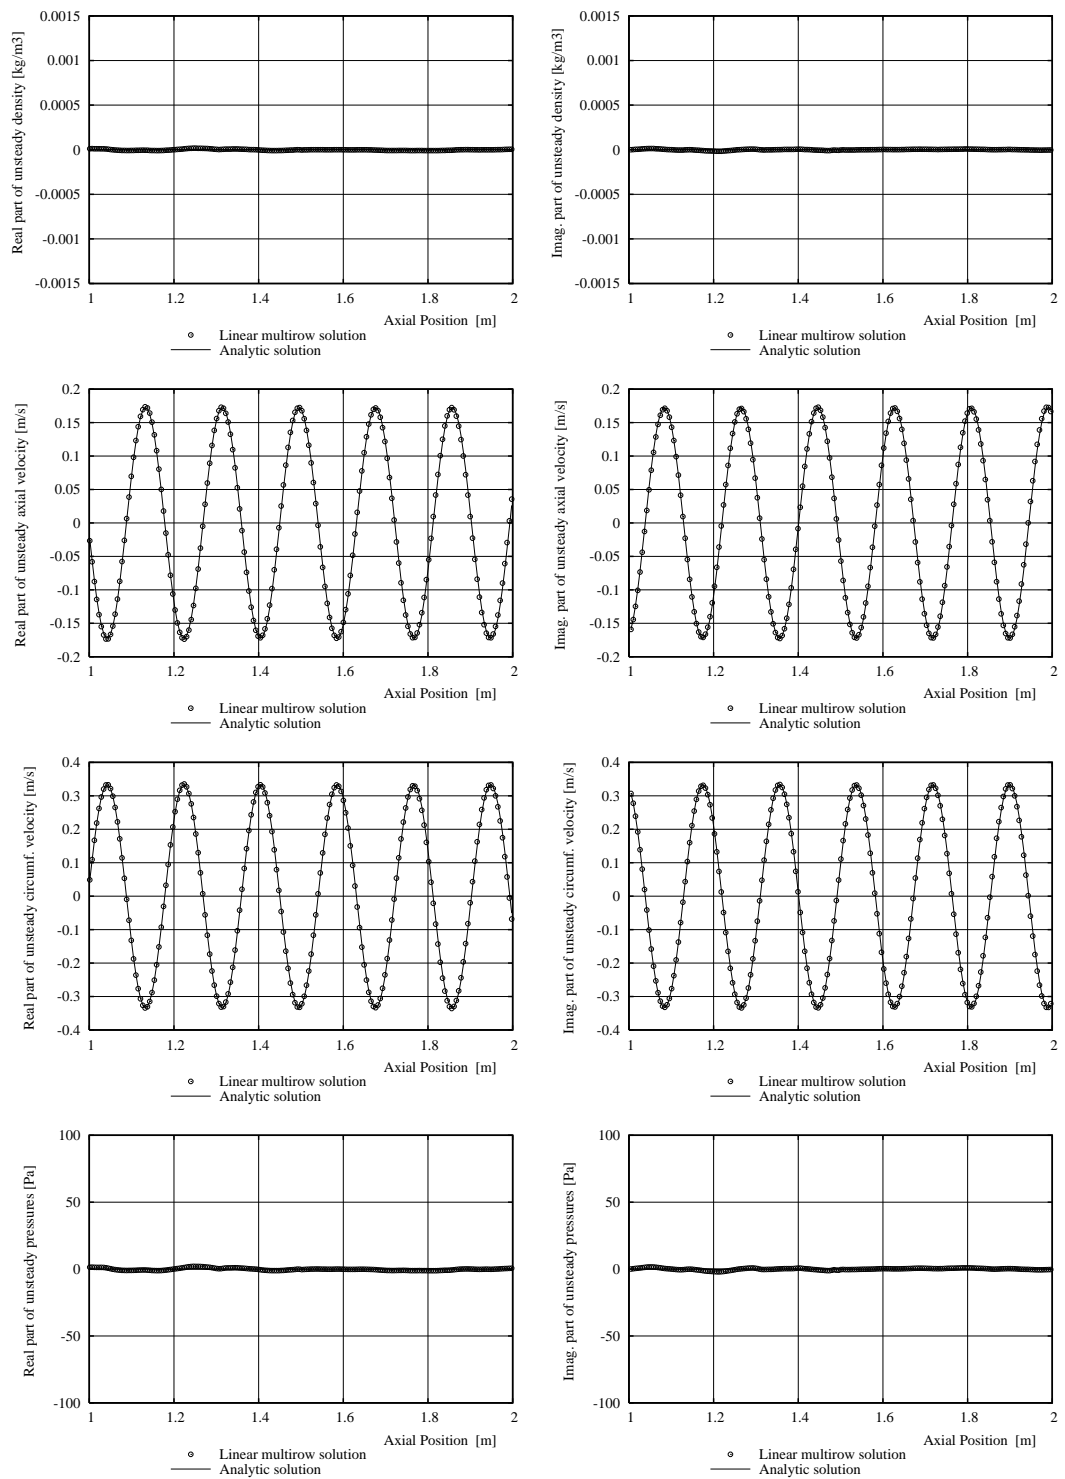 Real part of unsteady density [kg/m3]
0.0015
0.001
0.0005
0
-0.0005
-0.001
-0.0015
1 1.2 1.4 1.6 1.8 2
Axial Position [m]
Linear multirow solution
Analytic solution
Imag. part of unsteady density [kg/m3]
0.0015
0.001
0.0005
0
-0.0005
-0.001
-0.0015
1 1.2 1.4 1.6 1.8 2
Axial Position [m]
Linear multirow solution
Analytic solution
Real part of unsteady axial velocity [m/s]
0.2
0.15
0.1
0.05
0
-0.05
-0.1
-0.15
-0.2
1 1.2 1.4 1.6 1.8 2
Axial Position [m]
Linear multirow solution
Analytic solution
Imag. part of unsteady axial velocity [m/s]
0.2
0.15
0.1
0.05
0
-0.05
-0.1
-0.15
-0.2
1 1.2 1.4 1.6 1.8 2
Axial Position [m]
Linear multirow solution
Analytic solution
Real part of unsteady circumf. velocity [m/s]
0.4
0.3
0.2
0.1
0
-0.1
-0.2
-0.3
-0.4
1 1.2 1.4 1.6 1.8 2
Axial Position [m]
Linear multirow solution
Analytic solution
Imag. part of unsteady circumf. velocity [m/s]
0.4
0.3
0.2
0.1
0
-0.1
-0.2
-0.3
-0.4
1 1.2 1.4 1.6 1.8 2
Axial Position [m]
Linear multirow solution
Analytic solution
Real part of unsteady pressures [Pa]
100
50
0
-50
-100
1 1.2 1.4 1.6 1.8 2
Axial Position [m]
Linear multirow solution
Analytic solution
Imag. part of unsteady pressures [Pa]
100
50
0
-50
-100
1 1.2 1.4 1.6 1.8 2
Axial Position [m]
Linear multirow solution
Analytic solution